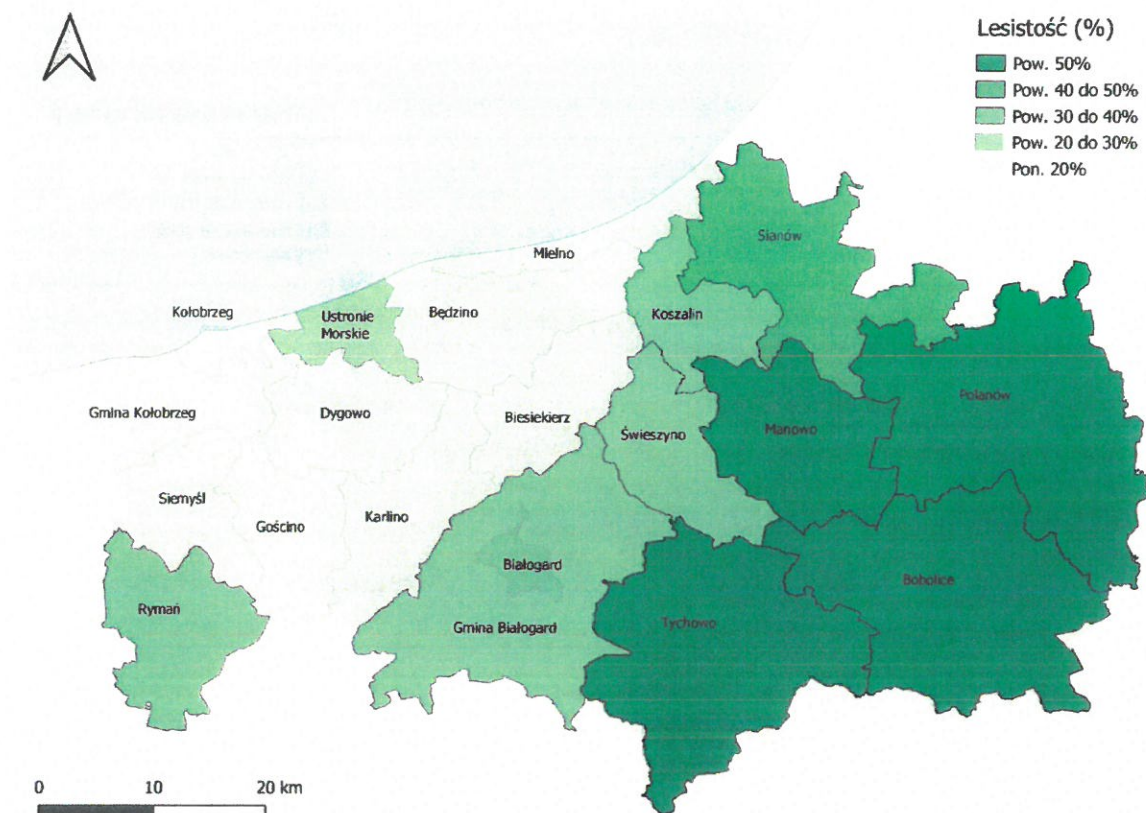 Lesistość (%)
Pow. 50%
Pow. 40 do 50%
Pow. 30 do 40%
Pow. 20 do 30%
Pon. 20%
Sianów
Mielno
Kołobrzeg
Ustronie
Morskie
Będzino
Koszalin
Polanów
Gmina Kołobrzeg
Dygowo
Biesiekierz
Świeszyno
Manowo
Siemyśl
Gościno
Karlino
Białogard
Bobolice
Rymań
Gmina Białogard
Tychowo
0 10 20 km